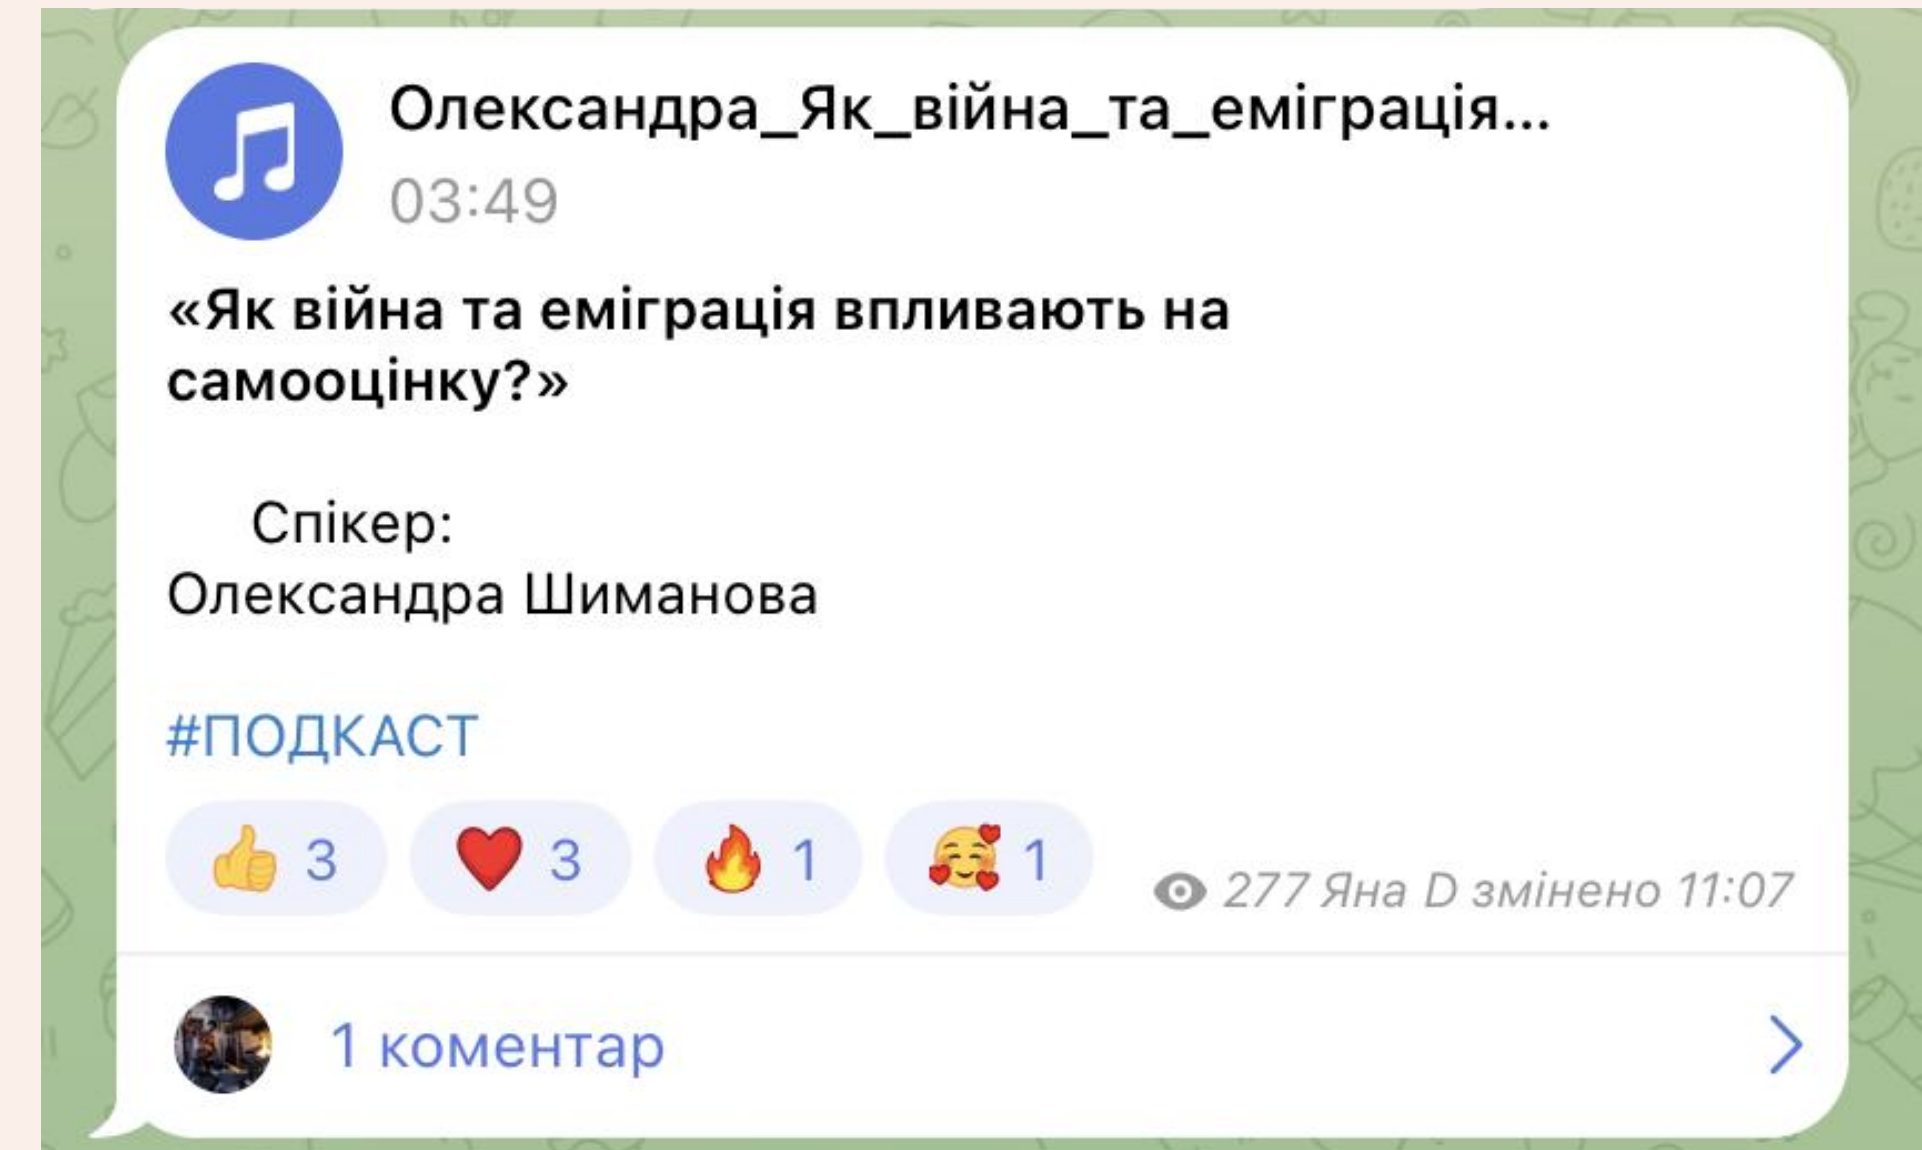 Олександра_Як_війна_та_еміграція...
03:49
«Як війна та еміграція впливають на
самооцінку?»
Спікер:
Олександра Шиманова
#ПОДКАСТ
👍 3 ❤️ 3 🔥 1 🥰 1
277 Яна D змінено 11:07
1 коментар